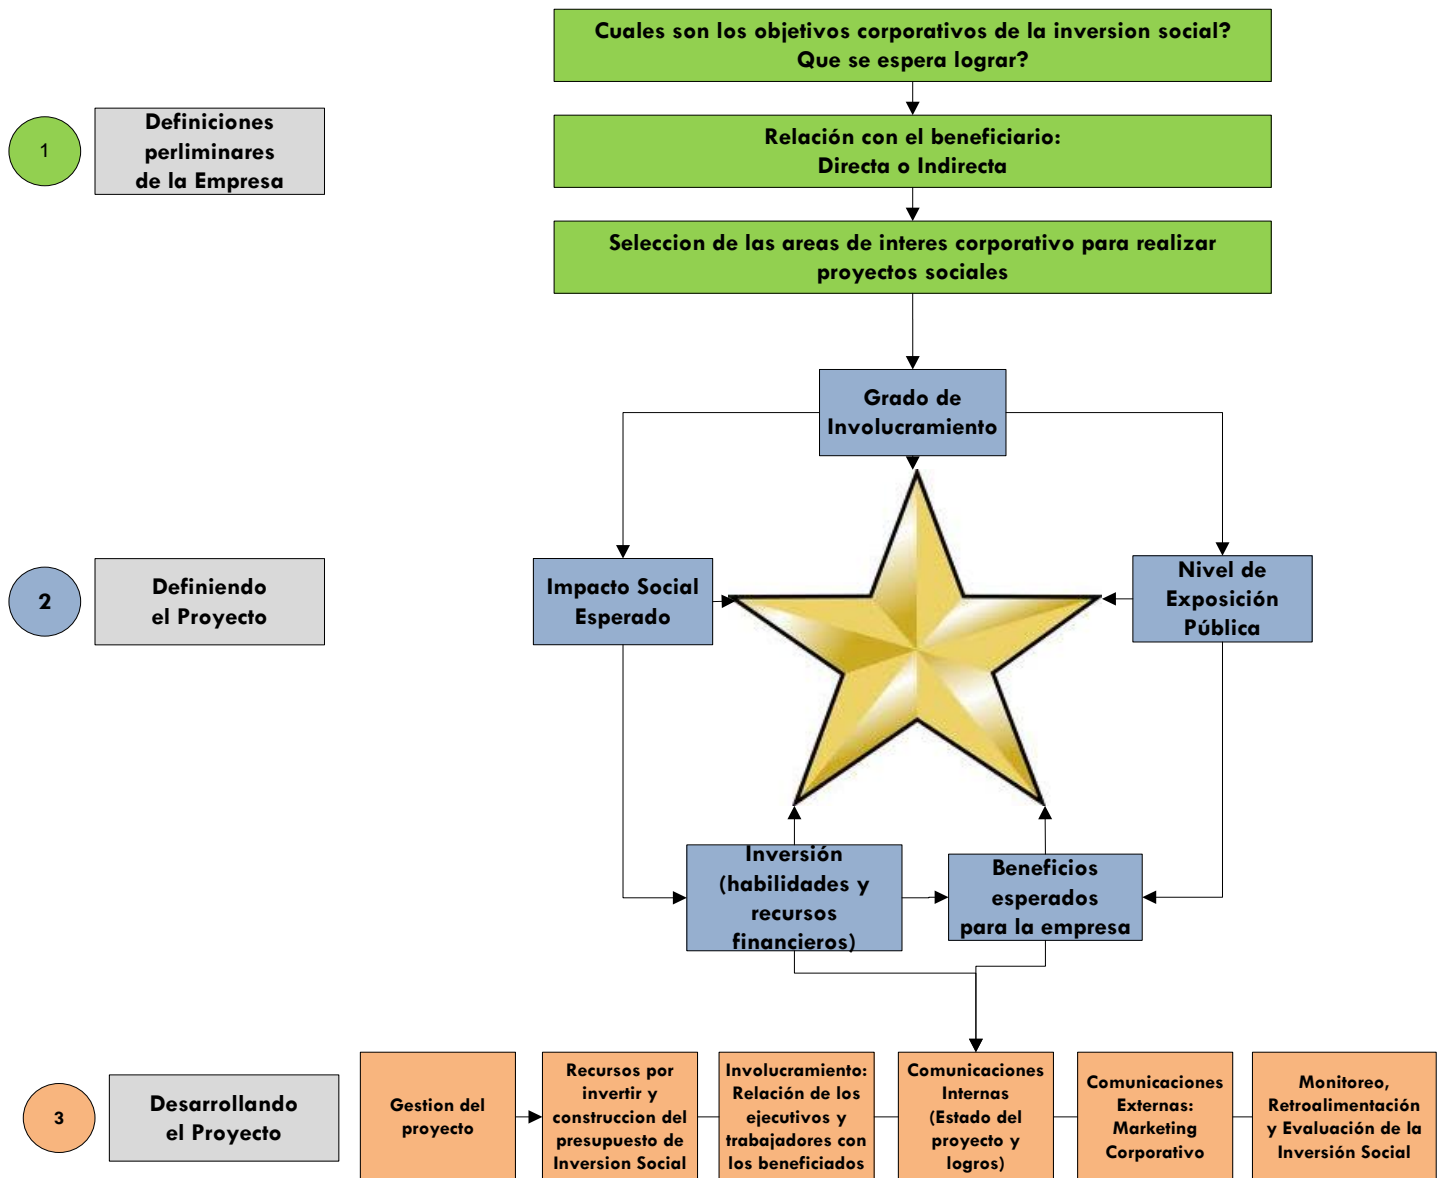 Cuales son los objetivos corporativos de la inversion social?
Que se espera lograr?
1
Definiciones
perliminares
de la Empresa
Relación con el beneficiario:
Directa o Indirecta
Seleccion de las areas de interes corporativo para realizar
proyectos sociales
Grado de
Involucramiento
2
Definiendo
el Proyecto
Impacto Social
Esperado
Nivel de
Exposición
Pública
Inversión
(habilidades y
recursos
financieros)
Beneficios
esperados
para la empresa
3
Desarrollando
el Proyecto
Gestion del
proyecto
Recursos por
invertir y
construccion del
presupuesto de
Inversion Social
Involucramiento:
Relación de los
ejecutivos y
trabajadores con
los beneficiados
Comunicaciones
Internas
(Estado del
proyecto y
logros)
Comunicaciones
Externas:
Marketing
Corporativo
Monitoreo,
Retroalimentación
y Evaluación de la
Inversión Social